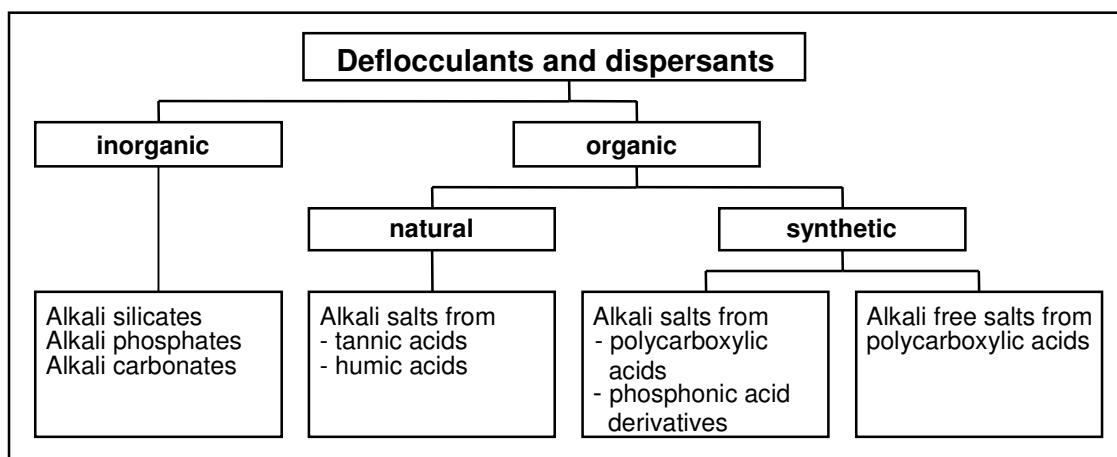 Deflocculants and dispersants
inorganic
organic
natural
synthetic
Alkali silicates
Alkali phosphates
Alkali carbonates
Alkali salts from
- tannic acids
- humic acids
Alkali salts from
- polycarboxylic
acids
- phosphonic acid
derivatives
Alkali free salts from
polycarboxylic acids